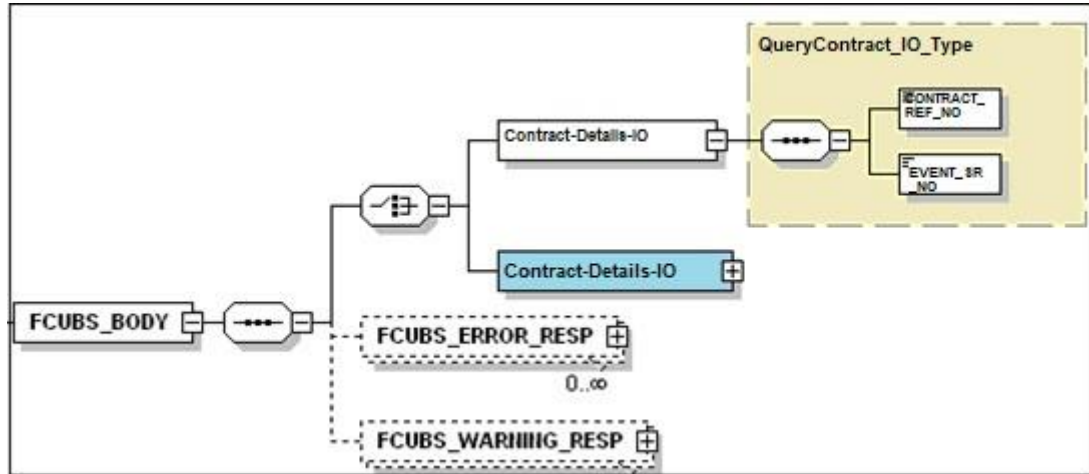 QueryContract_IO_Type
CONTRACT_
REF_NO
Contract-Details-IO
EVENT_SR
_NO
Contract-Details-IO
FCUBS_BODY
FCUBS_ERROR_RESP
0..∞
FCUBS_WARNING_RESP